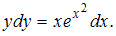 ydy = xe^{x^2} dx.